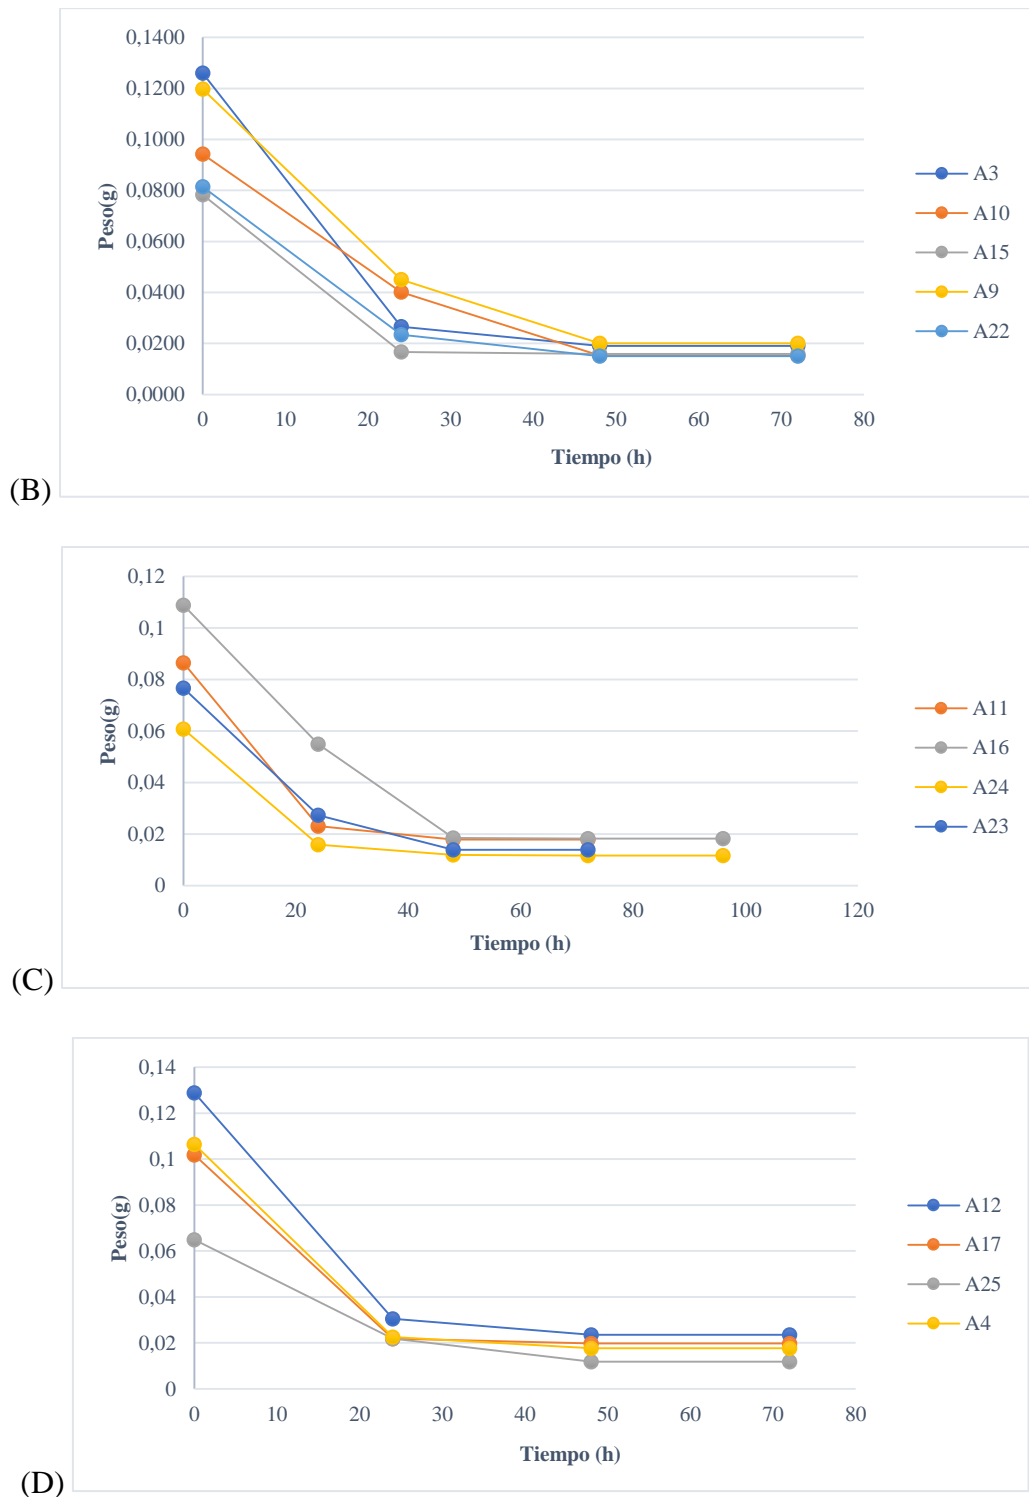 0,1400
0,1200
0,1000
0,0800
0,0600
0,0400
0,0200
0,0000
Peso(g)
0 10 20 30 40 50 60 70 80
Tiempo (h)
A3
A10
A15
A9
A22
(B)
0,12
0,1
0,08
0,06
0,04
0,02
0
Peso(g)
0 20 40 60 80 100 120
Tiempo (h)
A11
A16
A24
A23
(C)
0,14
0,12
0,1
0,08
0,06
0,04
0,02
0
Peso(g)
0 10 20 30 40 50 60 70 80
Tiempo (h)
A12
A17
A25
A4
(D)